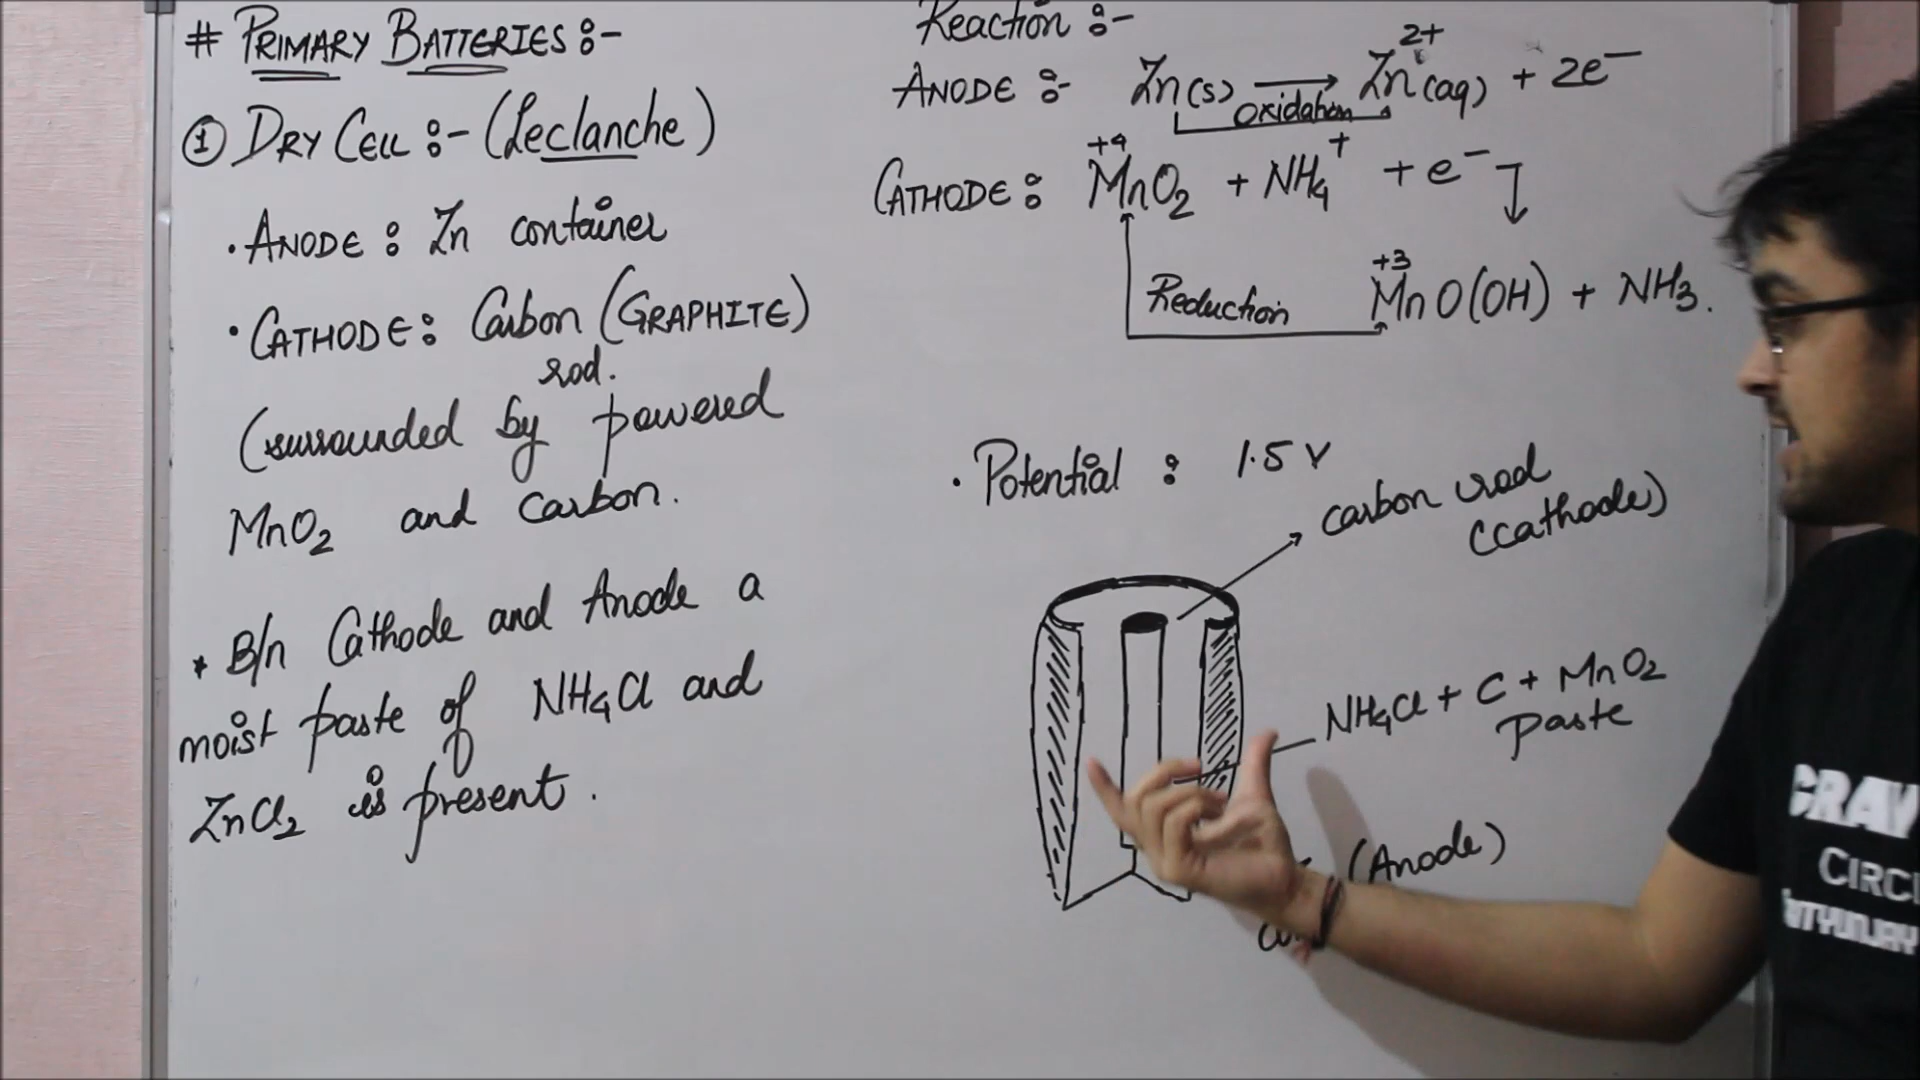 # PRIMARY BATTERIES :-
① DRY CELL :- (Leclanche)
· ANODE : Zn container
· CATHODE : Carbon (GRAPHITE)
rod.
(surrounded by powered
MnO2 and carbon.
* B/n Cathode and Anode a
moist paste of NH4Cl and
ZnCl2 is present.
Reaction :-
ANODE :- Zn(s) → Zn2+(aq) + 2e−
Oxidation
CATHODE : +4 MnO2 + NH4+ + e− ↓
Reduction +3 MnO(OH) + NH3.
· Potential : 1.5 V
carbon rod
(cathode)
NH4Cl + C + MnO2
paste
(Anode)
CIRC